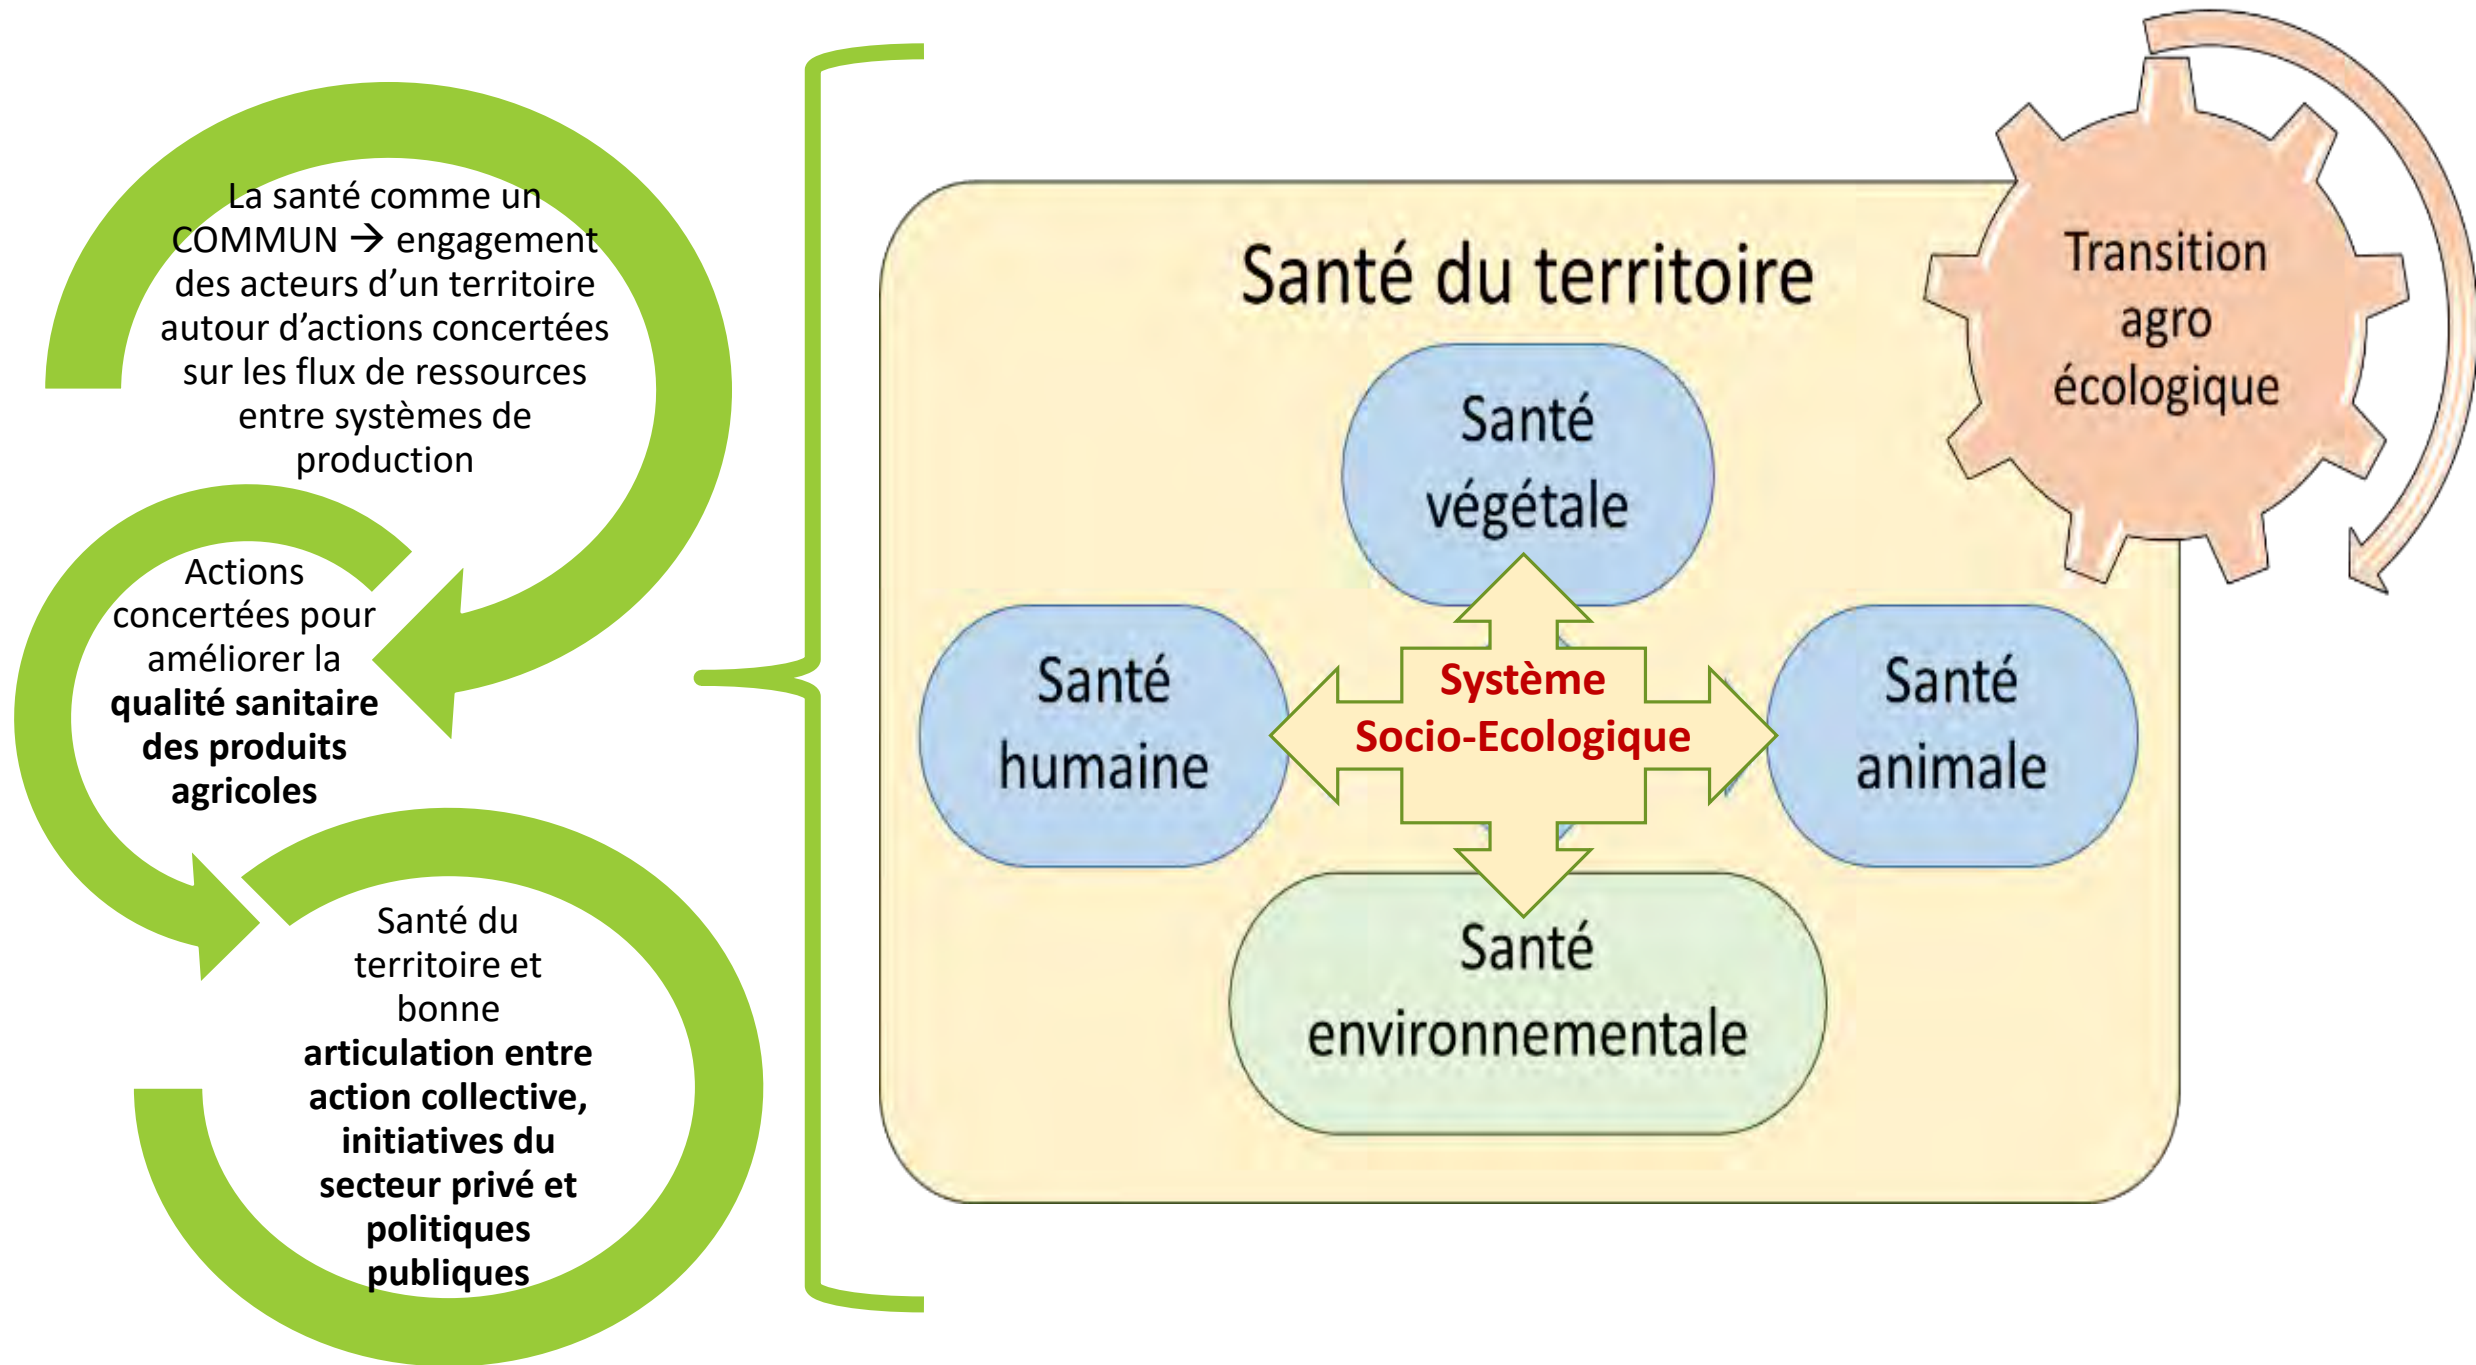 La santé comme un
COMMUN → engagement
des acteurs d’un territoire
autour d’actions concertées
sur les flux de ressources
entre systèmes de
production
Actions
concertées pour
améliorer la
qualité sanitaire
des produits
agricoles
Santé du
territoire et
bonne
articulation entre
action collective,
initiatives du
secteur privé et
politiques
publiques
Santé du territoire
Transition
agro
écologique
Santé
végétale
Santé
humaine
Système
Socio-Ecologique
Santé
animale
Santé
environnementale